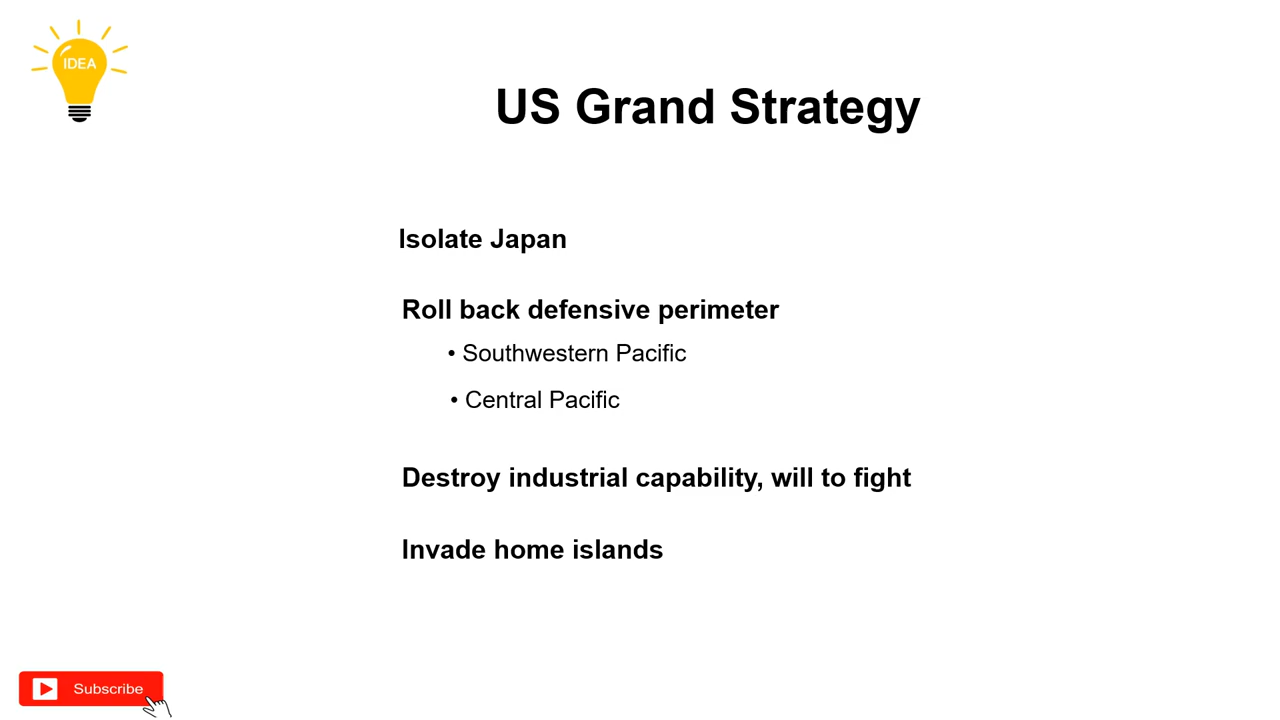 IDEA
US Grand Strategy
Isolate Japan
Roll back defensive perimeter
• Southwestern Pacific
• Central Pacific
Destroy industrial capability, will to fight
Invade home islands
Subscribe